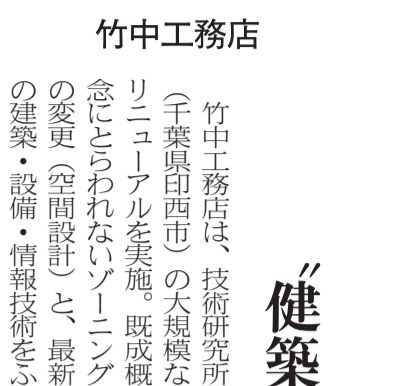 竹中工務店
〝健築
竹中工務店は、技術研究所
（千葉県印西市）の大規模な
リニューアルを実施。既成概
念にとらわれないゾーニング
の変更（空間設計）と、最新
の建築・設備・情報技術をふ